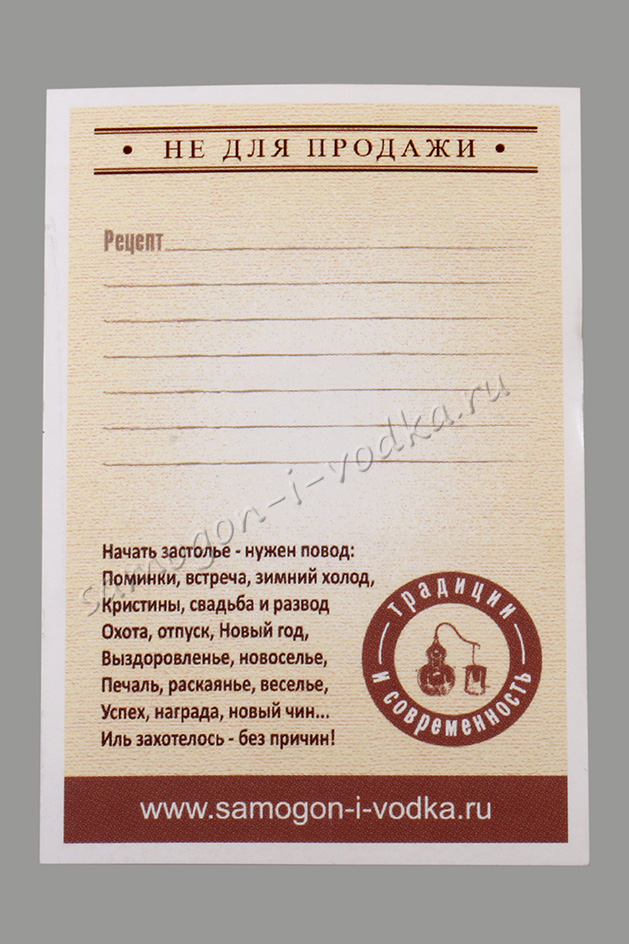 • НЕ ДЛЯ ПРОДАЖИ •
Рецепт
samogon-i-vodka.ru
Начать застолье - нужен повод:
Поминки, встреча, зимний холод,
Кристины, свадьба и развод
Охота, отпуск, Новый год,
Выздоровленье, новоселье,
Печаль, раскаянье, веселье,
Успех, награда, новый чин...
Иль захотелось - без причин!
традиции
и современность
www.samogon-i-vodka.ru